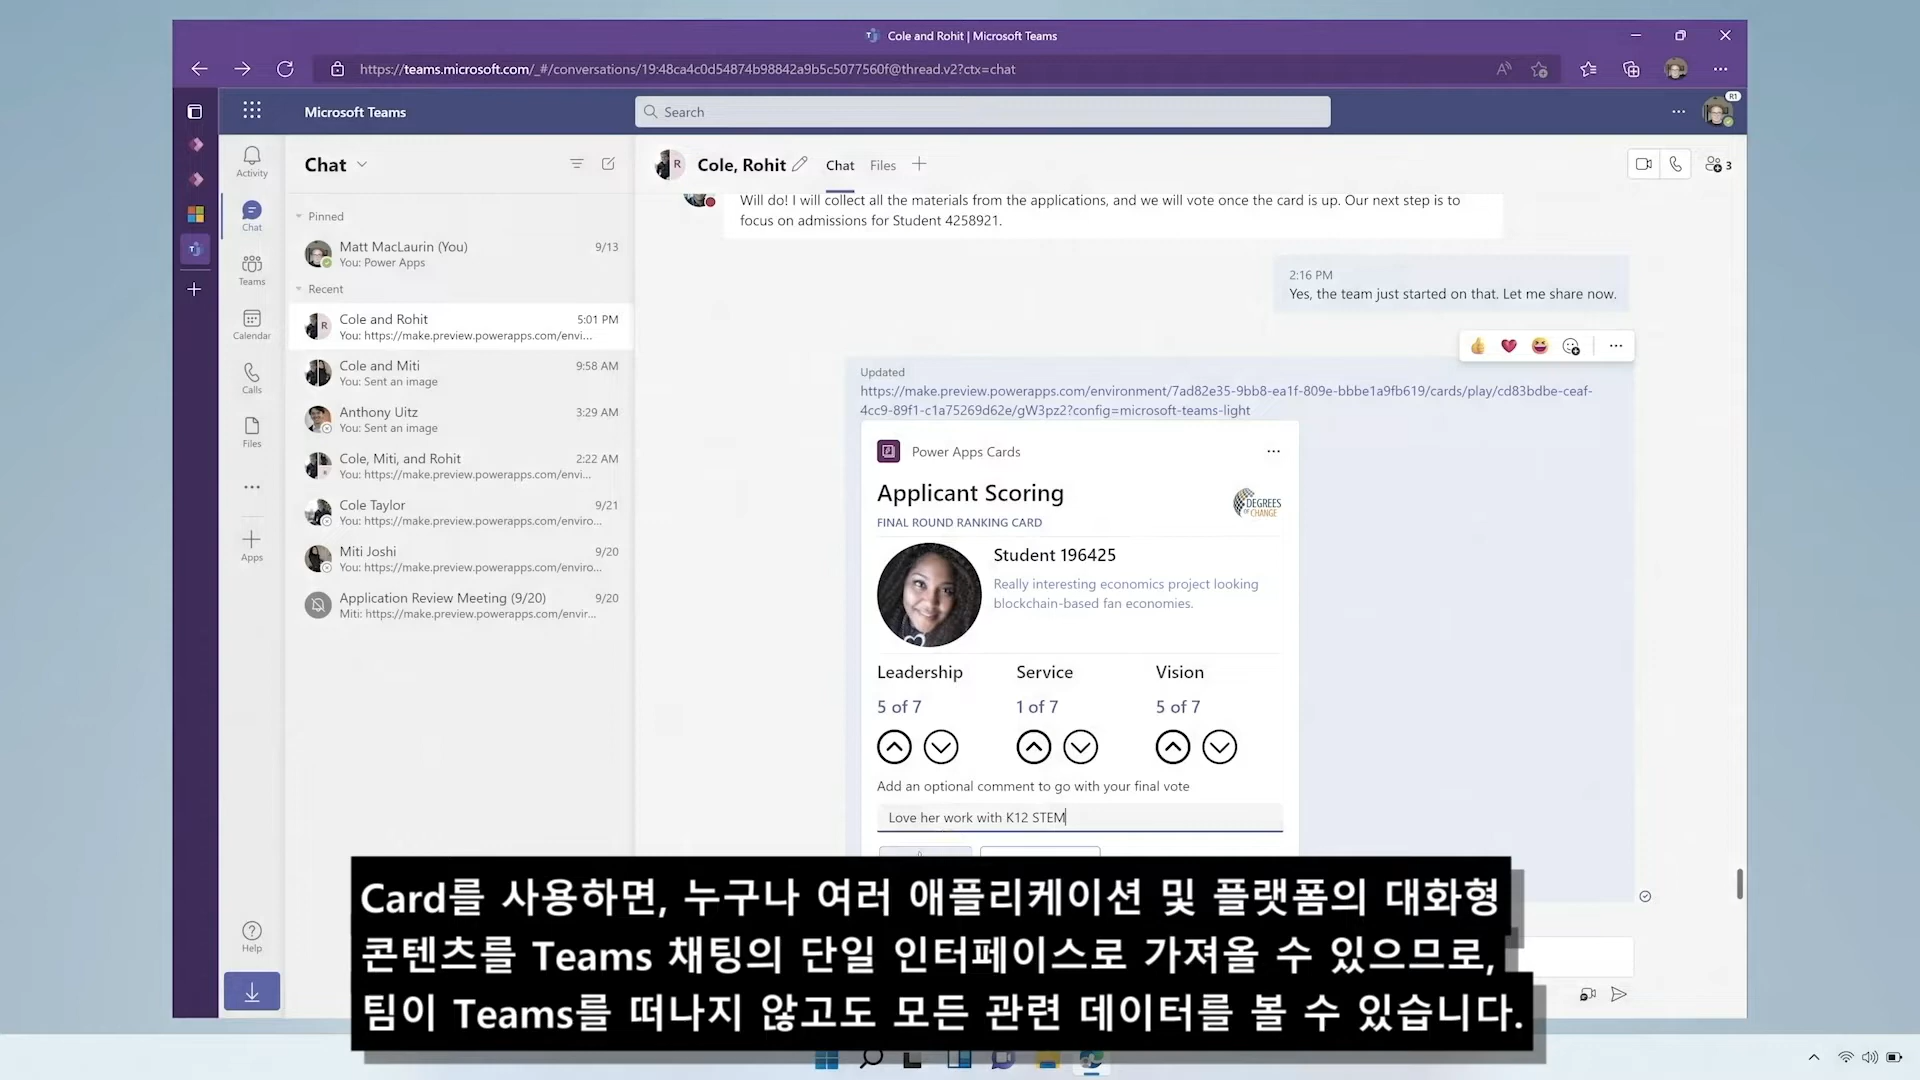 Cole and Rohit | Microsoft Teams
https://teams.microsoft.com/_#/conversations/19:48ca4c0d54874b98842a9b5c5077560f@thread.v2?ctx=chat
Microsoft Teams
Search
R1
Activity
Chat
Teams
Calendar
Calls
Files
Apps
Help
Chat
Pinned
Matt MacLaurin (You) 9/13
You: Power Apps
Recent
Cole and Rohit 5:01 PM
You: https://make.preview.powerapps.com/envi...
Cole and Miti 9:58 AM
You: Sent an image
Anthony Uitz 3:29 AM
You: Sent an image
Cole, Miti, and Rohit 2:22 AM
You: https://make.preview.powerapps.com/envi...
Cole Taylor 9/21
You: https://make.preview.powerapps.com/enviro...
Miti Joshi 9/20
You: https://make.preview.powerapps.com/enviro...
Application Review Meeting (9/20) 9/20
Miti: https://make.preview.powerapps.com/envir...
R Cole, Rohit Chat Files 3
Will do! I will collect all the materials from the applications, and we will vote once the card is up. Our next step is to
focus on admissions for Student 4258921.
2:16 PM
Yes, the team just started on that. Let me share now.
Updated
https://make.preview.powerapps.com/environment/7ad82e35-9bb8-ea1f-809e-bbbe1a9fb619/cards/play/cd83bdbe-ceaf-
4cc9-89f1-c1a75269d62e/gW3pz2?config=microsoft-teams-light
Power Apps Cards
Applicant Scoring
DEGREES
OF CHANGE
FINAL ROUND RANKING CARD
Student 196425
Really interesting economics project looking
blockchain-based fan economies.
Leadership Service Vision
5 of 7 1 of 7 5 of 7
Add an optional comment to go with your final vote
Love her work with K12 STEM
Card를 사용하면, 누구나 여러 애플리케이션 및 플랫폼의 대화형
콘텐츠를 Teams 채팅의 단일 인터페이스로 가져올 수 있으므로,
팀이 Teams를 떠나지 않고도 모든 관련 데이터를 볼 수 있습니다.